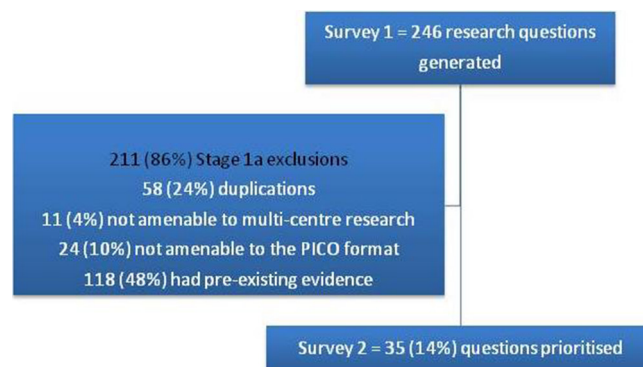 Survey 1 = 246 research questions
generated
211 (86%) Stage 1a exclusions
58 (24%) duplications
11 (4%) not amenable to multi-centre research
24 (10%) not amenable to the PICO format
118 (48%) had pre-existing evidence
Survey 2 = 35 (14%) questions prioritised